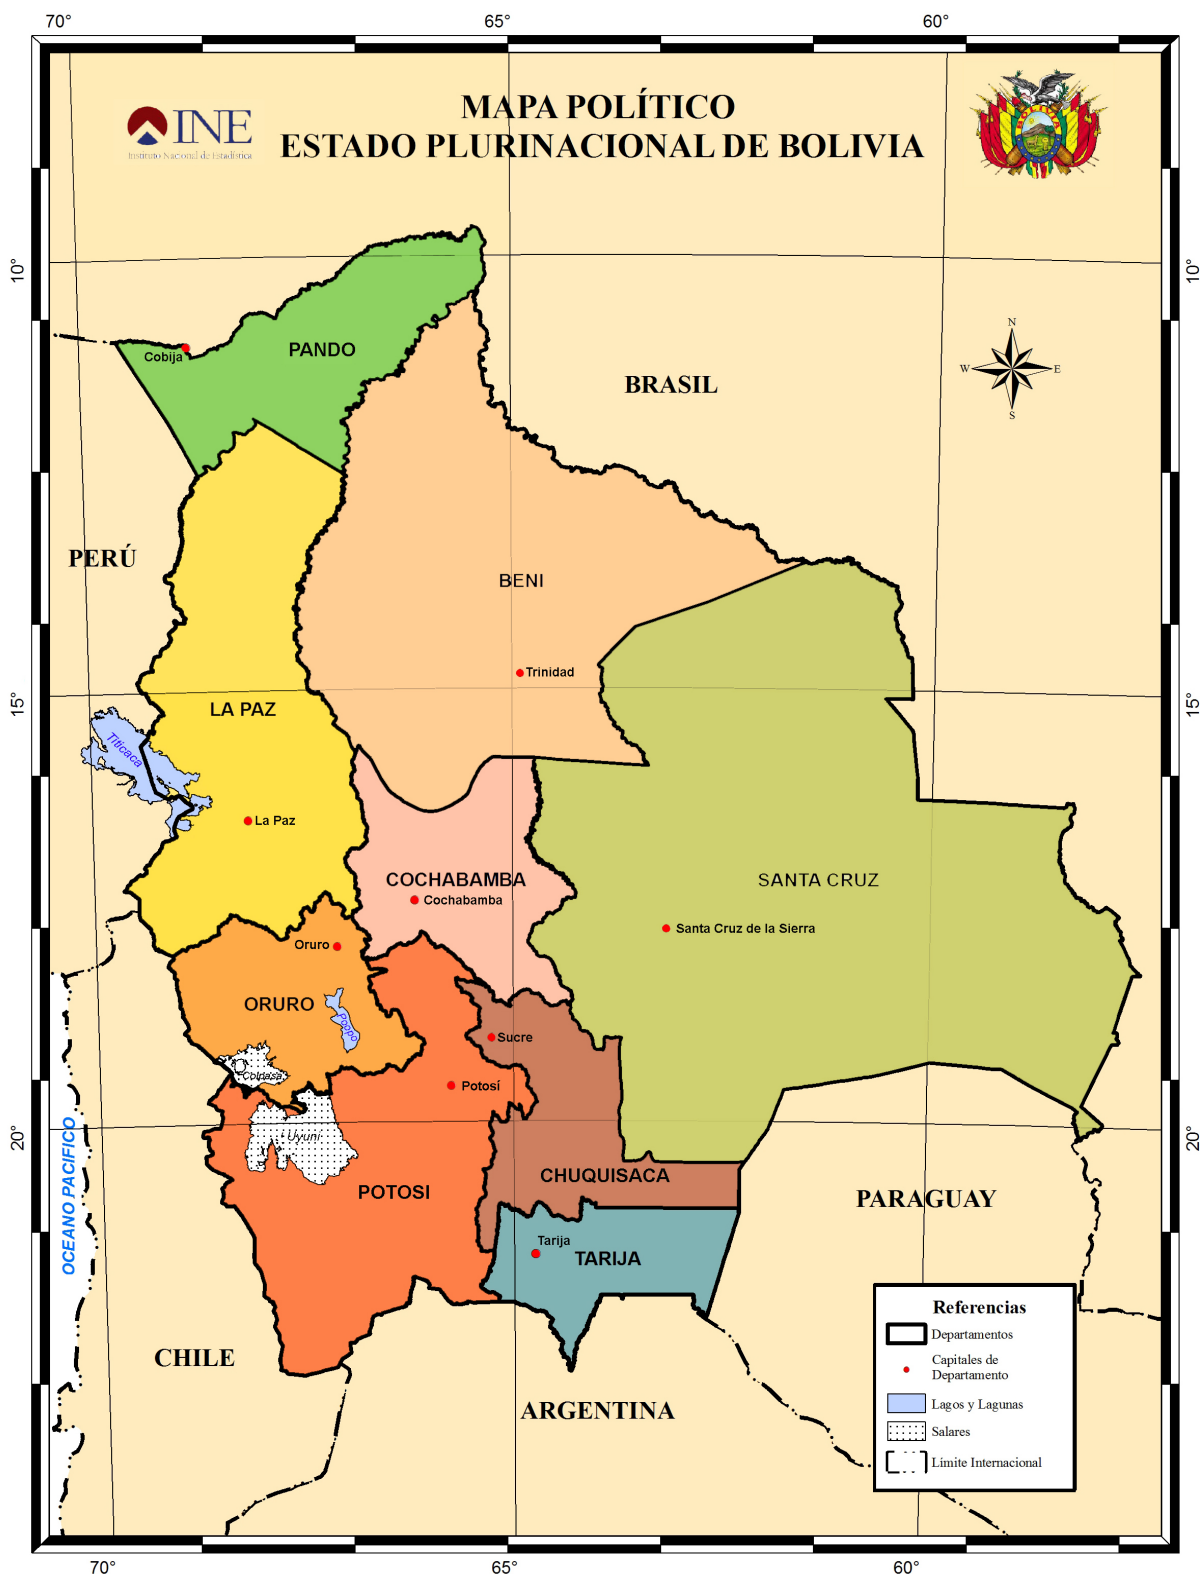 70°
65°
60°
INE
Instituto Nacional de Estadística
MAPA POLÍTICO
ESTADO PLURINACIONAL DE BOLIVIA
10°
10°
N
W
E
S
Cobija
PANDO
BRASIL
PERÚ
BENI
Trinidad
15°
15°
LA PAZ
Titicaca
La Paz
COCHABAMBA
Cochabamba
SANTA CRUZ
Santa Cruz de la Sierra
Oruro
ORURO
Poopo
Sucre
Coipasa
Potosí
20°
20°
Uyuni
CHUQUISACA
POTOSI
PARAGUAY
OCEANO PACIFICO
Tarija
TARIJA
CHILE
ARGENTINA
Referencias
Departamentos
Capitales de
Departamento
Lagos y Lagunas
Salares
Limite Internacional
70°
65°
60°